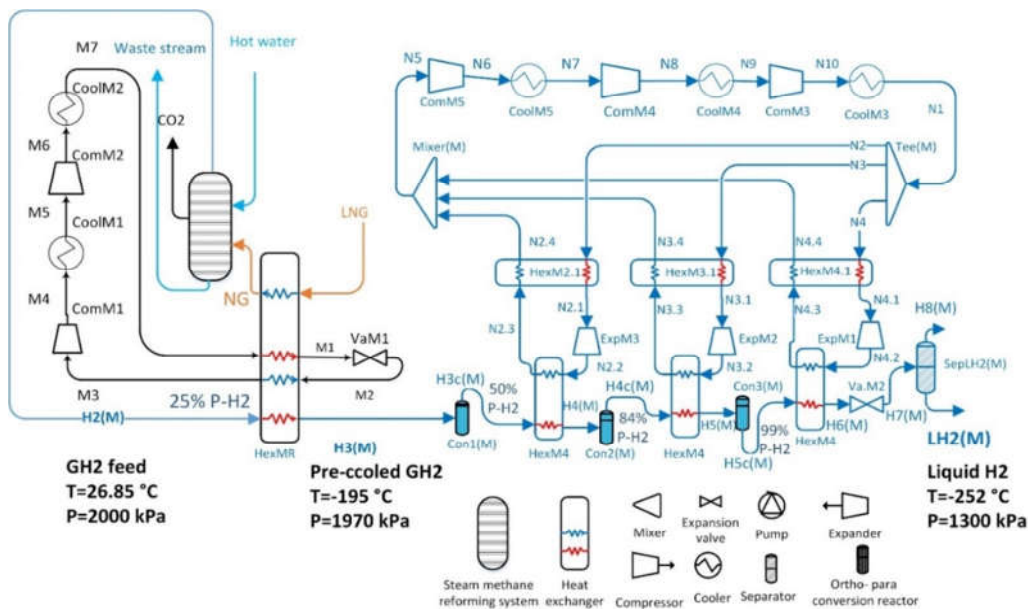 M7
Waste stream
Hot water
CoolM2
CO2
M6
ComM2
M5
CoolM1
LNG
M4
ComM1
NG
VaM1
M1
M3
M2
H2(M)
25% P-H2
HexMR
H3(M)
N5
N6
N7
N8
N9
N10
ComM5
CoolM5
ComM4
CoolM4
ComM3
CoolM3
N1
Mixer(M)
N2
N3
Tee(M)
N4
N2.4
N3.4
N4.4
HexM2.1
HexM3.1
HexM4.1
N2.1
N3.1
N4.1
N2.3
N3.3
N4.3
ExpM3
ExpM2
ExpM1
H8(M)
N2.2
N3.2
N4.2
SepLH2(M)
H3c(M)
50%
P-H2
H4c(M)
Con3(M)
Va.M2
H4(M)
84%
P-H2
H5(M)
99%
P-H2
H6(M)
H7(M)
Con1(M)
HexM4
Con2(M)
HexM4
H5c(M)
HexM4
LH2(M)
GH2 feed
T=26.85 °C
P=2000 kPa
Pre-ccoled GH2
T=-195 °C
P=1970 kPa
Liquid H2
T=-252 °C
P=1300 kPa
Steam methane
reforming system
Heat
exchanger
Mixer
Expansion
valve
Pump
Expander
Compressor
Cooler
Separator
Ortho- para
conversion reactor